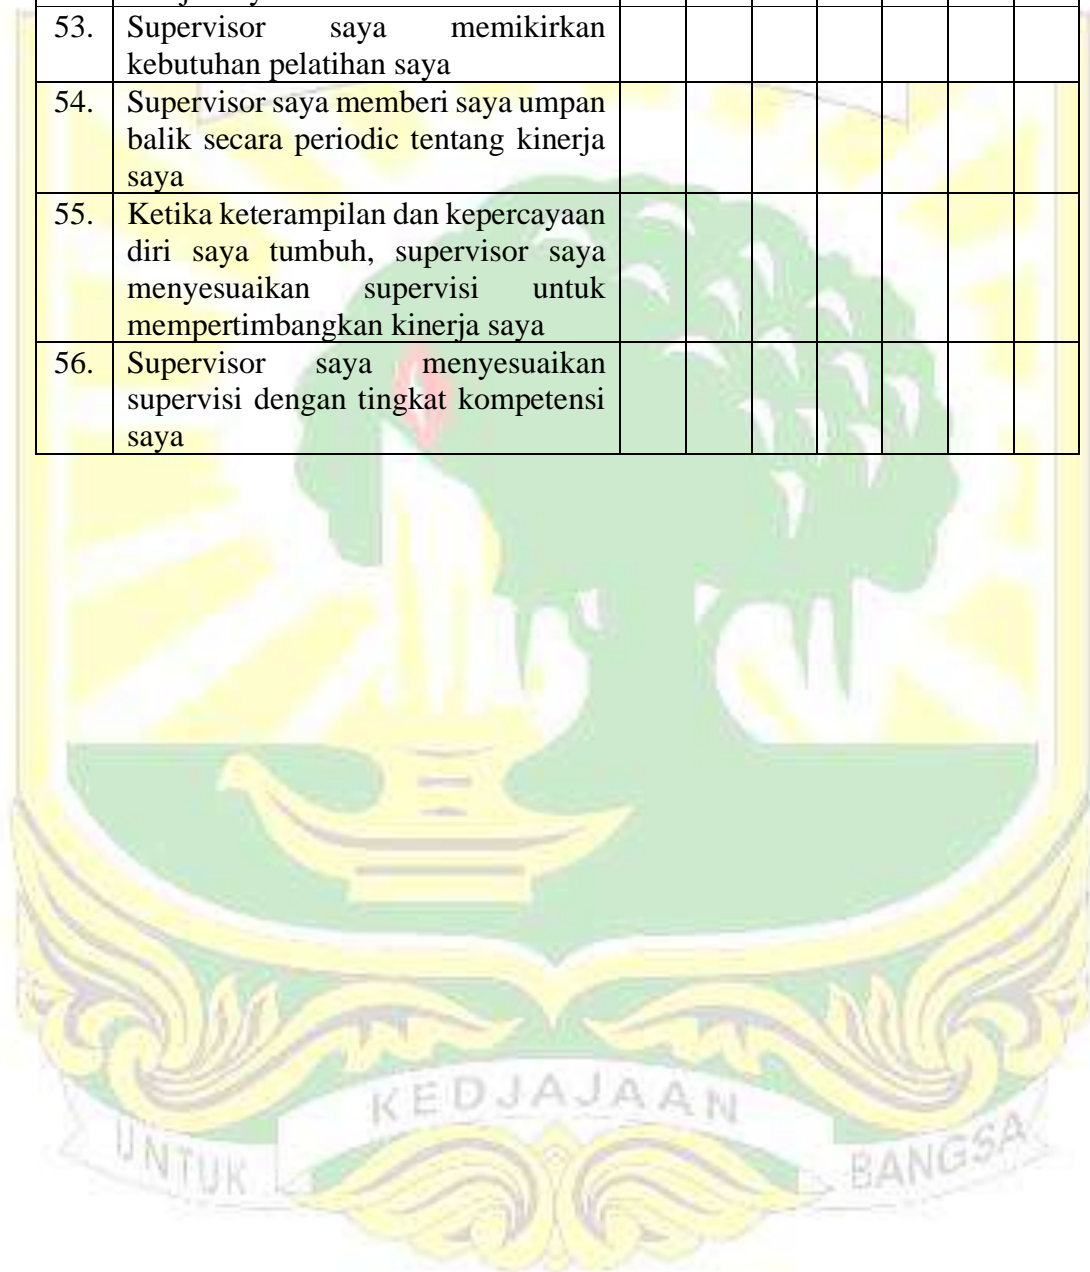 53. Supervisor saya memikirkan
kebutuhan pelatihan saya
54. Supervisor saya memberi saya umpan
balik secara periodic tentang kinerja
saya
55. Ketika keterampilan dan kepercayaan
diri saya tumbuh, supervisor saya
menyesuaikan supervisi untuk
mempertimbangkan kinerja saya
56. Supervisor saya menyesuaikan
supervisi dengan tingkat kompetensi
saya
KEDJAJAAN
UNTUK BANGSA